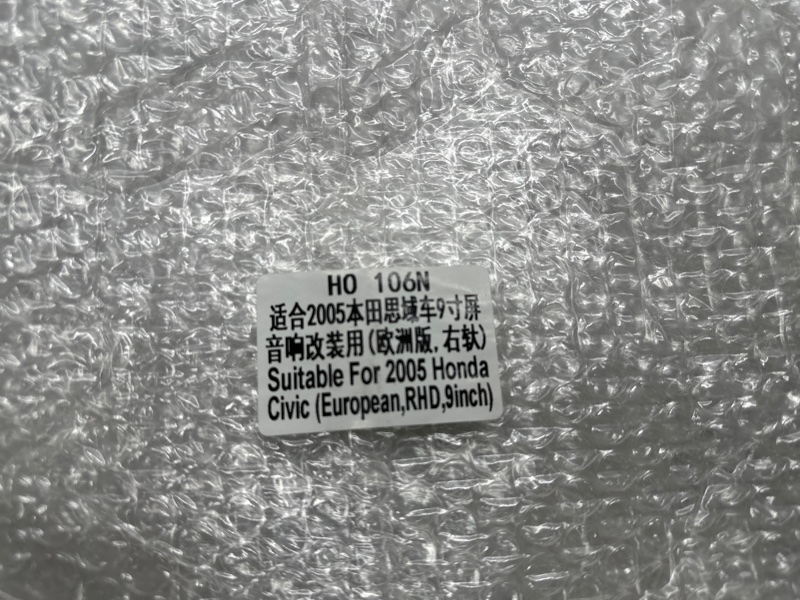 HO 106N
适合2005本田思域车9寸屏
音响改装用(欧洲版,右钛)
Suitable For 2005 Honda
Civic (European,RHD,9inch)